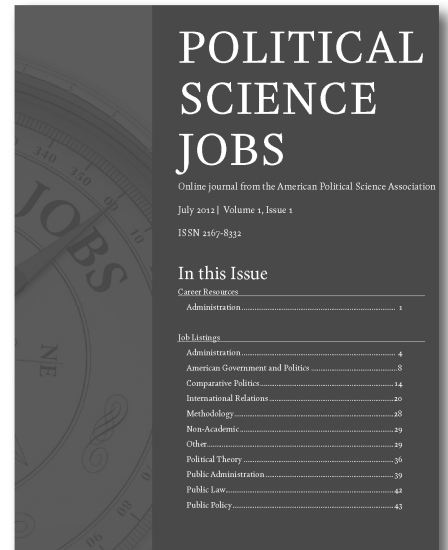 POLITICAL
SCIENCE
JOBS
Online journal from the American Political Science Association
July 2012 | Volume 1, Issue 1
ISSN 2167-8332
In this Issue
Career Resources
Administration 1
Job Listings
Administration 4
American Government and Politics 8
Comparative Politics 14
International Relations 20
Methodology 28
Non-Academic 29
Other 29
Political Theory 36
Public Administration 39
Public Law 42
Public Policy 43
340
350
JOBS
10
NE